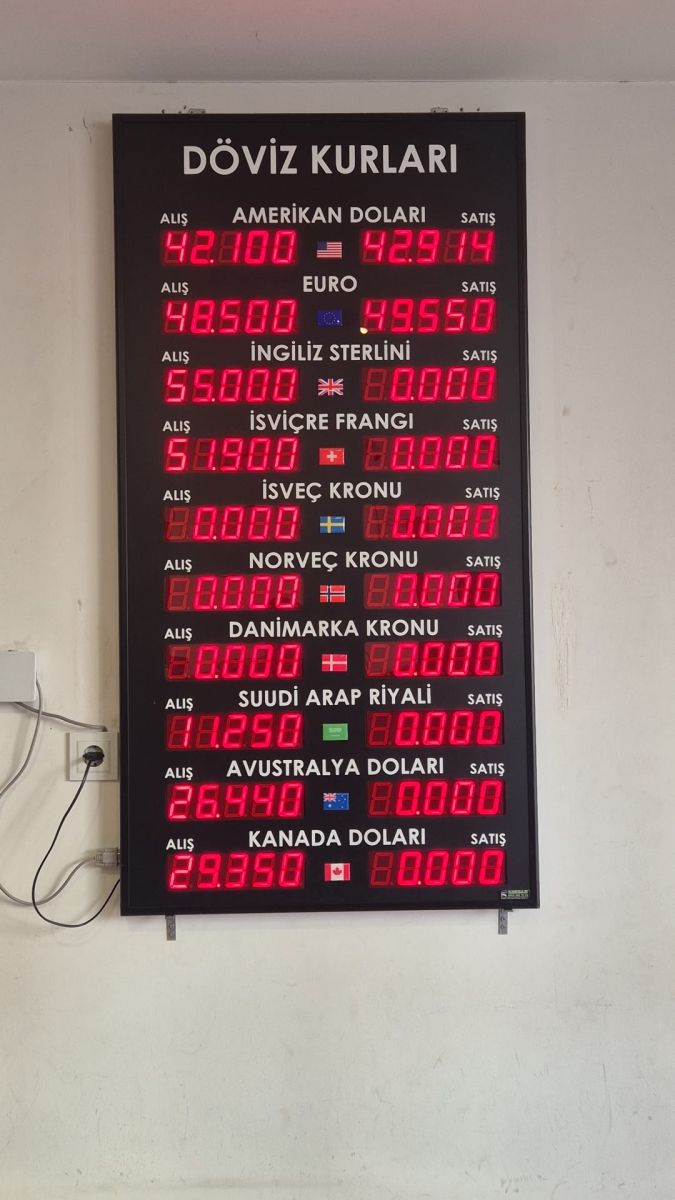 DÖVİZ KURLARI
ALIŞ AMERİKAN DOLARI SATIŞ
42.100 42.914
ALIŞ EURO SATIŞ
48.500 49.550
ALIŞ İNGİLİZ STERLİNİ SATIŞ
55.000 0.000
ALIŞ İSVİÇRE FRANGI SATIŞ
51.900 0.000
ALIŞ İSVEÇ KRONU SATIŞ
0.000 0.000
ALIŞ NORVEÇ KRONU SATIŞ
0.000 0.000
ALIŞ DANİMARKA KRONU SATIŞ
0.000 0.000
ALIŞ SUUDİ ARAP RİYALİ SATIŞ
11.250 0.000
ALIŞ AVUSTRALYA DOLARI SATIŞ
26.440 0.000
ALIŞ KANADA DOLARI SATIŞ
29.350 0.000